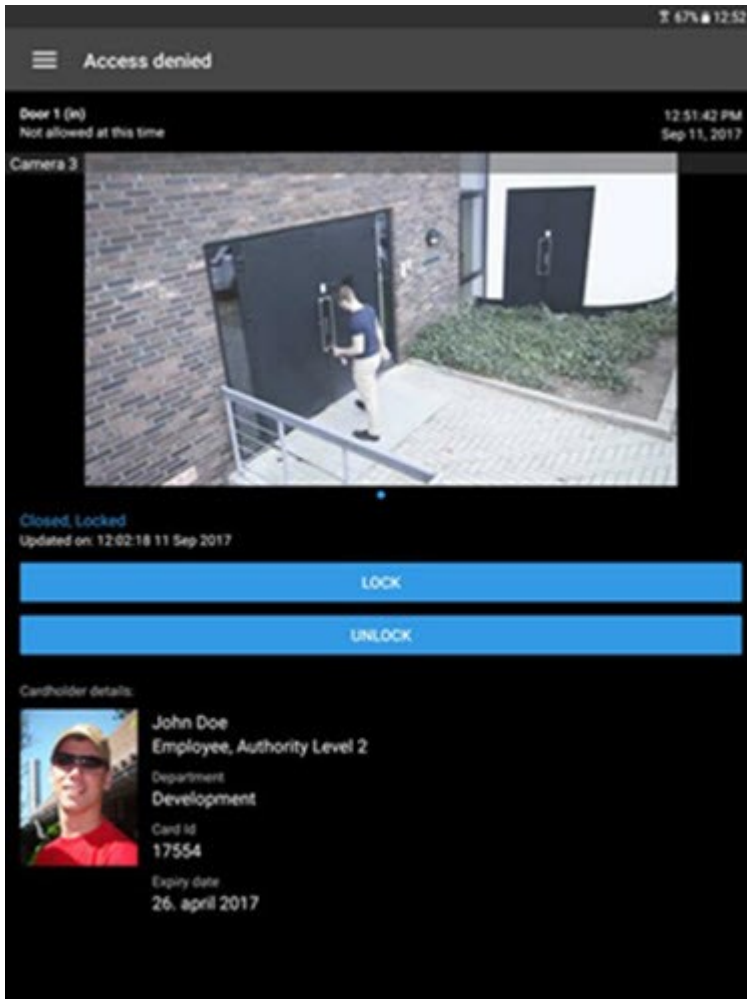 67% 12:52
Access denied
Door 1 (in)
12:51:42 PM
Not allowed at this time
Sep 11, 2017
Camera 3
Closed, Locked
Updated on: 12:02:18 11 Sep 2017
LOCK
UNLOCK
Cardholder details:
John Doe
Employee, Authority Level 2
Department
Development
Card Id
17554
Expiry date
26. april 2017